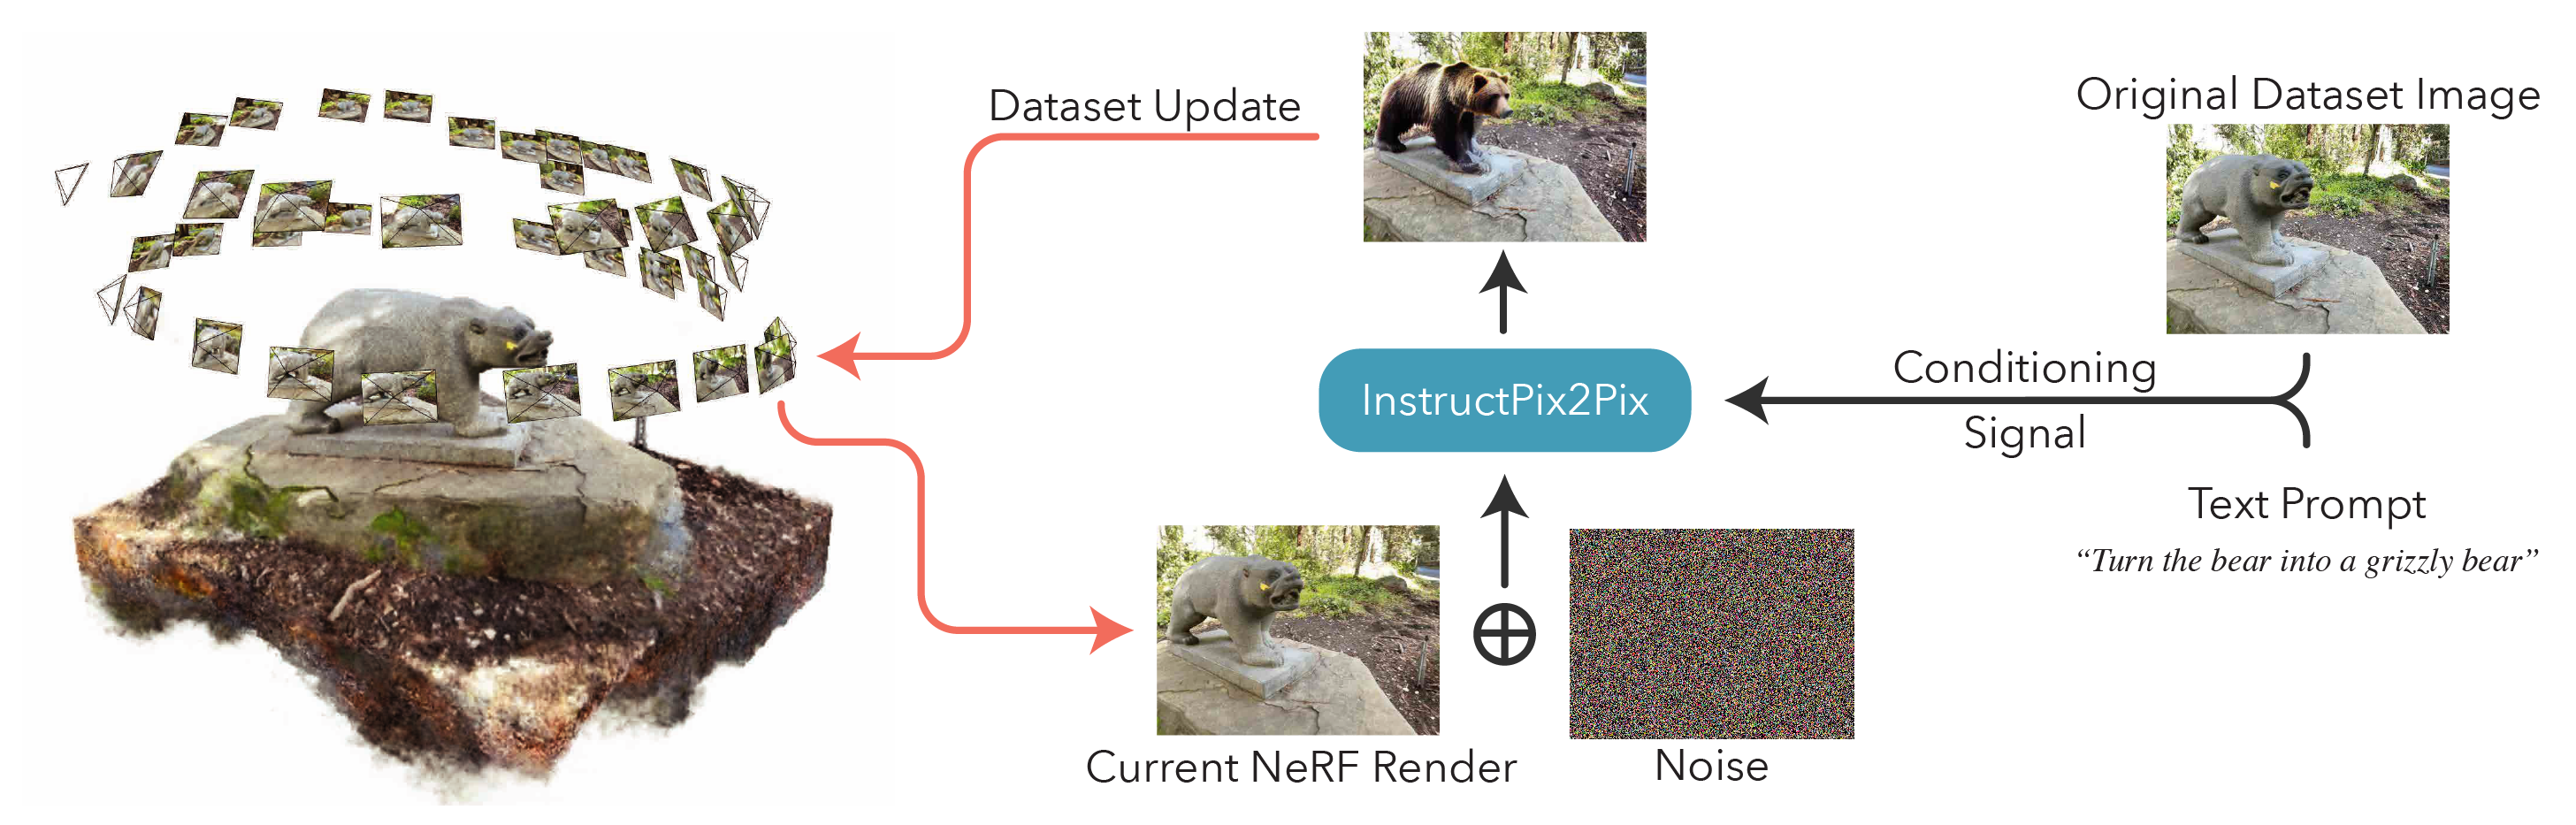 Dataset Update
Original Dataset Image
InstructPix2Pix
Conditioning
Signal
Text Prompt
“Turn the bear into a grizzly bear”
Current NeRF Render
Noise